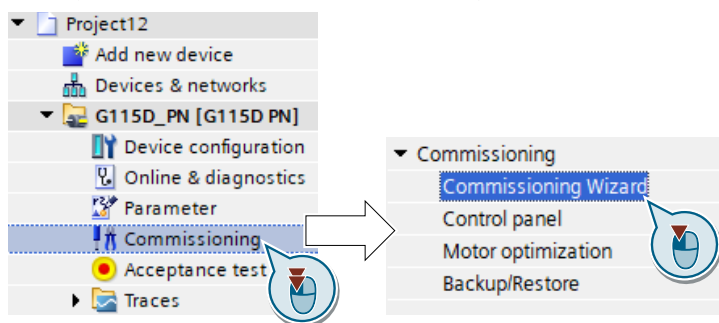 Project12
Add new device
Devices & networks
G115D_PN [G115D PN]
Device configuration
Online & diagnostics
Parameter
Commissioning
Acceptance test
Traces
Commissioning
Commissioning Wizard
Control panel
Motor optimization
Backup/Restore